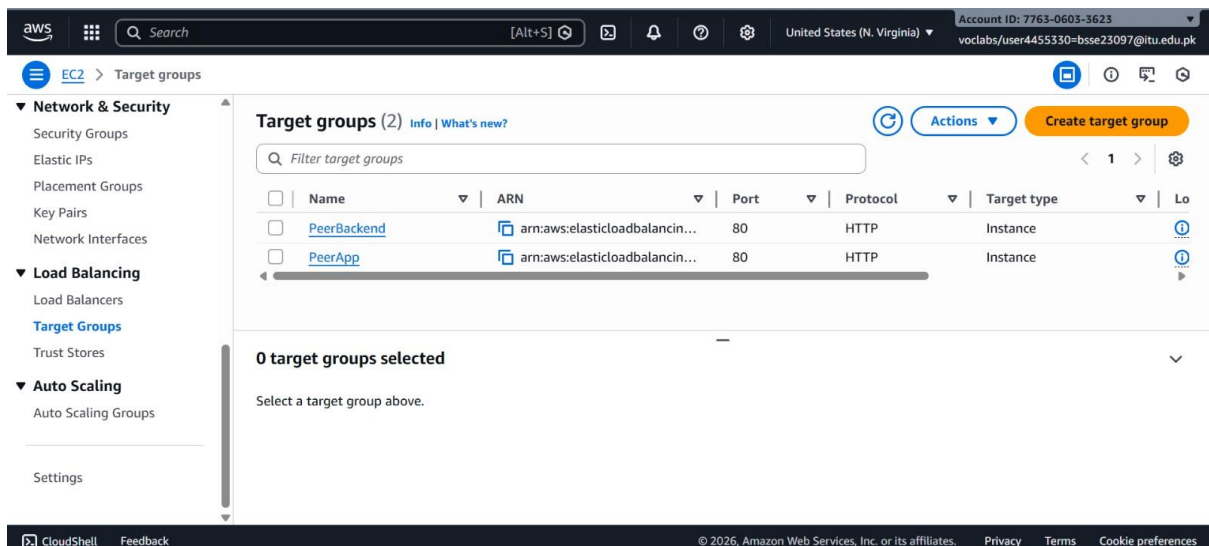 aws Search [Alt+S] United States (N. Virginia) Account ID: 7763-0603-3623
voclabs/user4455330=bsse23097@itu.edu.pk
EC2 > Target groups
Network & Security
Security Groups
Elastic IPs
Placement Groups
Key Pairs
Network Interfaces
Load Balancing
Load Balancers
Target Groups
Trust Stores
Auto Scaling
Auto Scaling Groups
Settings
Target groups (2) Info | What's new? Actions Create target group
Filter target groups < 1 >
Name ARN Port Protocol Target type Lo
PeerBackend arn:aws:elasticloadbalancin... 80 HTTP Instance
PeerApp arn:aws:elasticloadbalancin... 80 HTTP Instance
0 target groups selected
Select a target group above.
CloudShell Feedback © 2026, Amazon Web Services, Inc. or its affiliates. Privacy Terms Cookie preferences